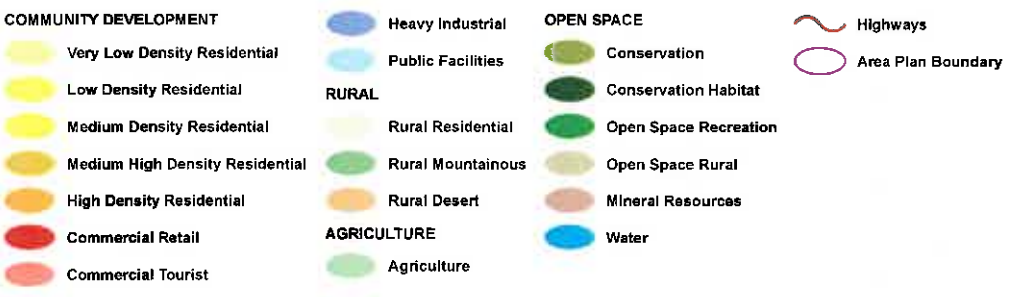 COMMUNITY DEVELOPMENT
Very Low Density Residential
Low Density Residential
Medium Density Residential
Medium High Density Residential
High Density Residential
Commercial Retail
Commercial Tourist
Heavy Industrial
Public Facilities
RURAL
Rural Residential
Rural Mountainous
Rural Desert
AGRICULTURE
Agriculture
OPEN SPACE
Conservation
Conservation Habitat
Open Space Recreation
Open Space Rural
Mineral Resources
Water
Highways
Area Plan Boundary